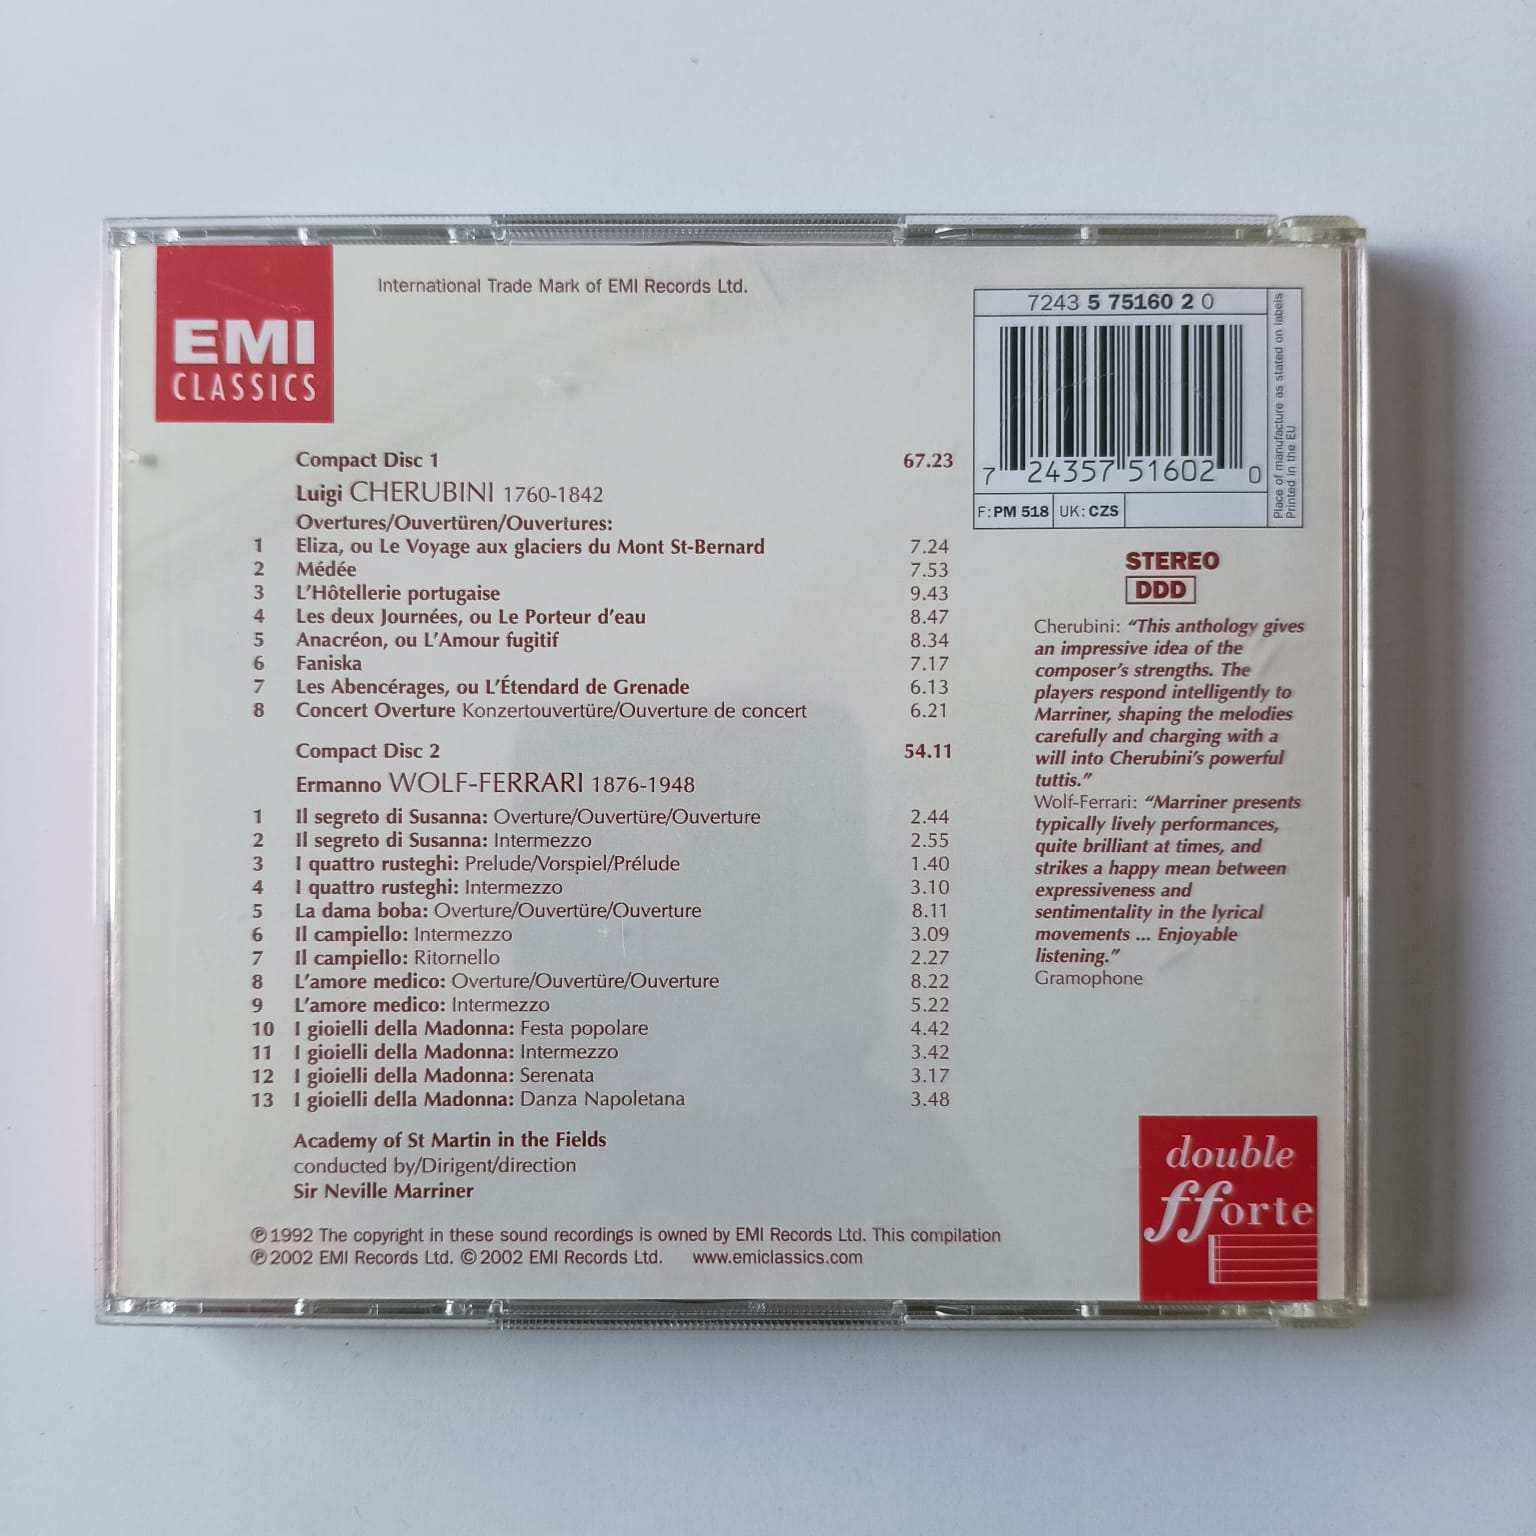 International Trade Mark of EMI Records Ltd.
EMI
CLASSICS
7243 5 75160 2 0
7 24357 51602 0
F: PM 518 UK: CZS
Place of manufacture as stated on labels
Printed in the EU
Compact Disc 1 67.23
Luigi CHERUBINI 1760-1842
Overtures/Ouvertüren/Ouvertures:
1 Eliza, ou Le Voyage aux glaciers du Mont St-Bernard 7.24
2 Médée 7.53
3 L'Hôtellerie portugaise 9.43
4 Les deux Journées, ou Le Porteur d'eau 8.47
5 Anacréon, ou L'Amour fugitif 8.34
6 Faniska 7.17
7 Les Abencérages, ou L'Étendard de Grenade 6.13
8 Concert Overture Konzertouvertüre/Ouverture de concert 6.21
Compact Disc 2 54.11
Ermanno WOLF-FERRARI 1876-1948
1 Il segreto di Susanna: Overture/Ouvertüre/Ouverture 2.44
2 Il segreto di Susanna: Intermezzo 2.55
3 I quattro rusteghi: Prelude/Vorspiel/Prélude 1.40
4 I quattro rusteghi: Intermezzo 3.10
5 La dama boba: Overture/Ouvertüre/Ouverture 8.11
6 Il campiello: Intermezzo 3.09
7 Il campiello: Ritornello 2.27
8 L'amore medico: Overture/Ouvertüre/Ouverture 8.22
9 L'amore medico: Intermezzo 5.22
10 I gioielli della Madonna: Festa popolare 4.42
11 I gioielli della Madonna: Intermezzo 3.42
12 I gioielli della Madonna: Serenata 3.17
13 I gioielli della Madonna: Danza Napoletana 3.48
Academy of St Martin in the Fields
conducted by/Dirigent/direction
Sir Neville Marriner
℗ 1992 The copyright in these sound recordings is owned by EMI Records Ltd. This compilation
℗ 2002 EMI Records Ltd. © 2002 EMI Records Ltd. www.emiclassics.com
STEREO
DDD
Cherubini: “This anthology gives
an impressive idea of the
composer's strengths. The
players respond intelligently to
Marriner, shaping the melodies
carefully and charging with a
will into Cherubini's powerful
tuttis.”
Wolf-Ferrari: “Marriner presents
typically lively performances,
quite brilliant at times, and
strikes a happy mean between
expressiveness and
sentimentality in the lyrical
movements ... Enjoyable
listening.”
Gramophone
double
fforte